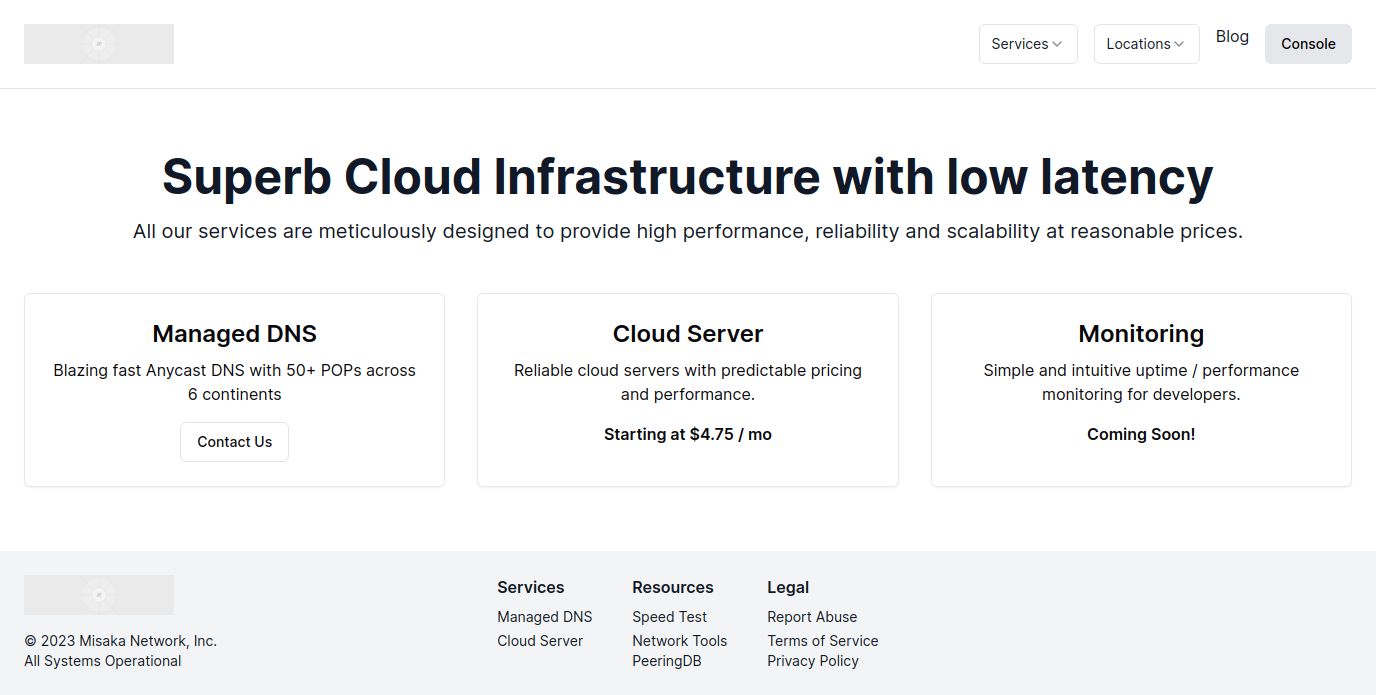 Services
Locations
Blog
Console
Superb Cloud Infrastructure with low latency
All our services are meticulously designed to provide high performance, reliability and scalability at reasonable prices.
Managed DNS
Blazing fast Anycast DNS with 50+ POPs across
6 continents
Contact Us
Cloud Server
Reliable cloud servers with predictable pricing
and performance.
Starting at $4.75 / mo
Monitoring
Simple and intuitive uptime / performance
monitoring for developers.
Coming Soon!
© 2023 Misaka Network, Inc.
All Systems Operational
Services
Managed DNS
Cloud Server
Resources
Speed Test
Network Tools
PeeringDB
Legal
Report Abuse
Terms of Service
Privacy Policy